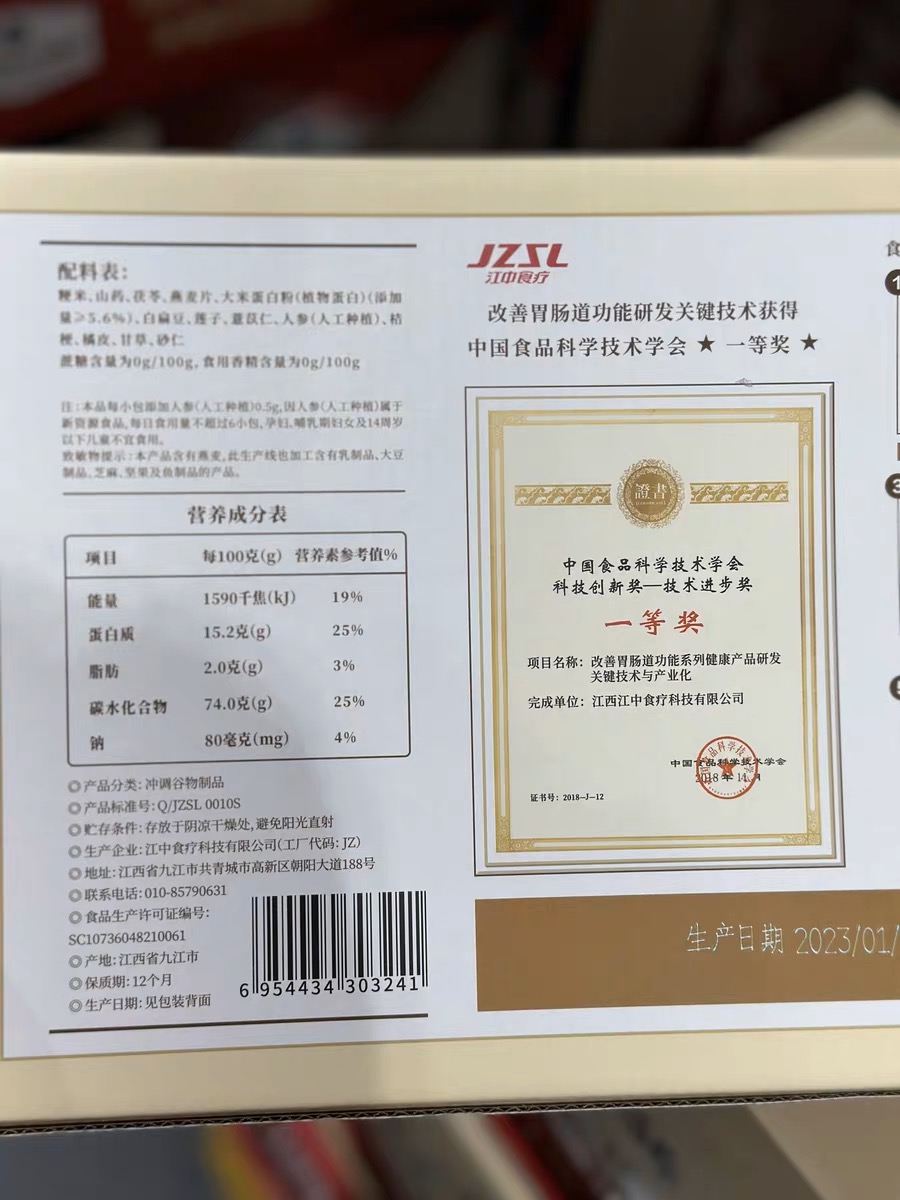 配料表:
粳米、山药、茯苓、燕麦片、大米蛋白粉(植物蛋白)(添加
量≥5.6%)、白扁豆、莲子、薏苡仁、人参(人工种植)、桔
梗、橘皮、甘草、砂仁
蔗糖含量为0g/100g, 食用香精含量为0g/100g
注:本品每小包添加人参(人工种植)0.5g,因人参(人工种植)属于
新资源食品,每日食用量不超过6小包,孕妇、哺乳期妇女及14周岁
以下儿童不宜食用。
致敏物提示:本产品含有燕麦,此生产线也加工含有乳制品、大豆
制品、芝麻、坚果及鱼制品的产品。
营养成分表
项目 每100克(g) 营养素参考值%
能量 1590千焦(kJ) 19%
蛋白质 15.2克(g) 25%
脂肪 2.0克(g) 3%
碳水化合物 74.0克(g) 25%
钠 80毫克(mg) 4%
◎产品分类: 冲调谷物制品
◎产品标准号: Q/JZSL 0010S
◎贮存条件: 存放于阴凉干燥处, 避免阳光直射
◎生产企业: 江中食疗科技有限公司(工厂代码: JZ)
◎地址: 江西省九江市共青城市高新区朝阳大道188号
◎联系电话: 010-85790631
◎食品生产许可证编号:
SC10736048210061
◎产地: 江西省九江市
◎保质期: 12个月
◎生产日期: 见包装背面
6 954434 303241
JZSL
江中食疗
改善胃肠道功能研发关键技术获得
中国食品科学技术学会 ★ 一等奖 ★
證書
中国食品科学技术学会
科技创新奖—技术进步奖
一等奖
项目名称: 改善胃肠道功能系列健康产品研发
关键技术与产业化
完成单位: 江西江中食疗科技有限公司
中国食品科学技术学会
2018年11月
证书号: 2018-J-12
生产日期 2023/01/
食
1
3